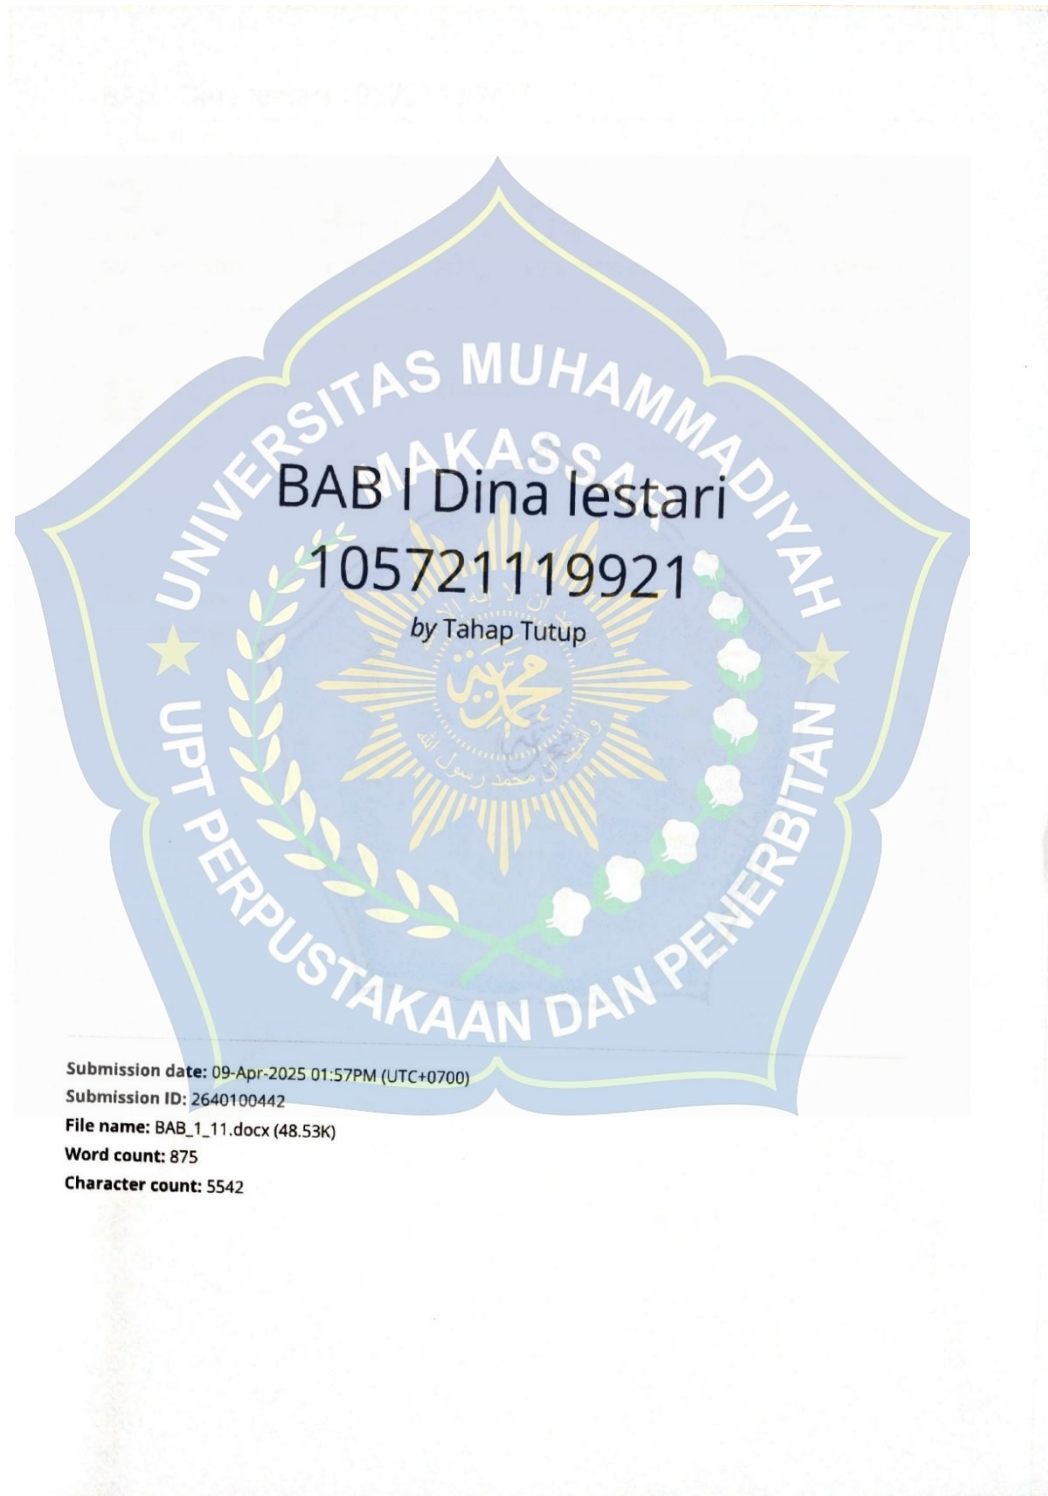 UNIVERSITAS MUHAMMADIYAH
MAKASSAR
BAB I Dina lestari
105721119921
by Tahap Tutup
UPT PERPUSTAKAAN DAN PENERBITAN
Submission date: 09-Apr-2025 01:57PM (UTC+0700)
Submission ID: 2640100442
File name: BAB_1_11.docx (48.53K)
Word count: 875
Character count: 5542